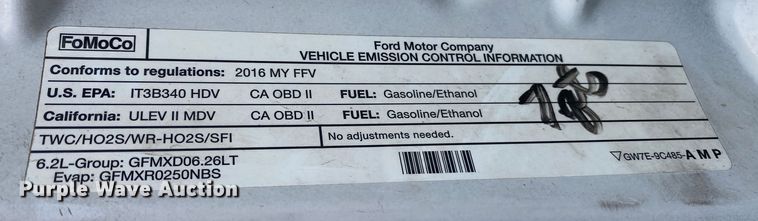 FoMoCo
Ford Motor Company
VEHICLE EMISSION CONTROL INFORMATION
Conforms to regulations: 2016 MY FFV
U.S. EPA: IT3B340 HDV CA OBD II FUEL: Gasoline/Ethanol
California: ULEV II MDV CA OBD II FUEL: Gasoline/Ethanol
TWC/HO2S/WR-HO2S/SFI No adjustments needed.
6.2L-Group: GFMXD06.26LT
Evap: GFMXR0250NBS
GW7E-9C485-AMP
Purple Wave Auction